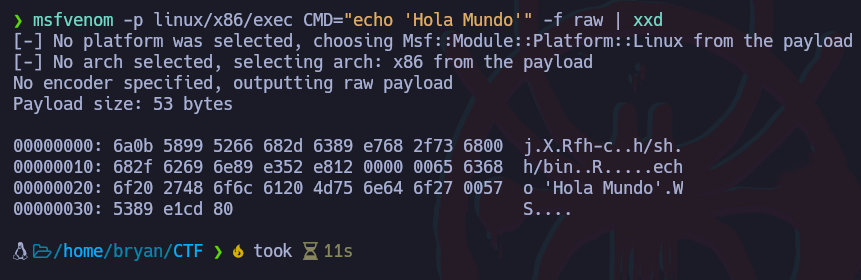 ❯ msfvenom -p linux/x86/exec CMD="echo 'Hola Mundo'" -f raw | xxd
[-] No platform was selected, choosing Msf::Module::Platform::Linux from the payload
[-] No arch selected, selecting arch: x86 from the payload
No encoder specified, outputting raw payload
Payload size: 53 bytes
00000000: 6a0b 5899 5266 682d 6389 e768 2f73 6800  j.X.Rfh-c..h/sh.
00000010: 682f 6269 6e89 e352 e812 0000 0065 6368  h/bin..R.....ech
00000020: 6f20 2748 6f6c 6120 4d75 6e64 6f27 0057  o 'Hola Mundo'.W
00000030: 5389 e1cd 80                             S....
/home/bryan/CTF ❯ took 11s